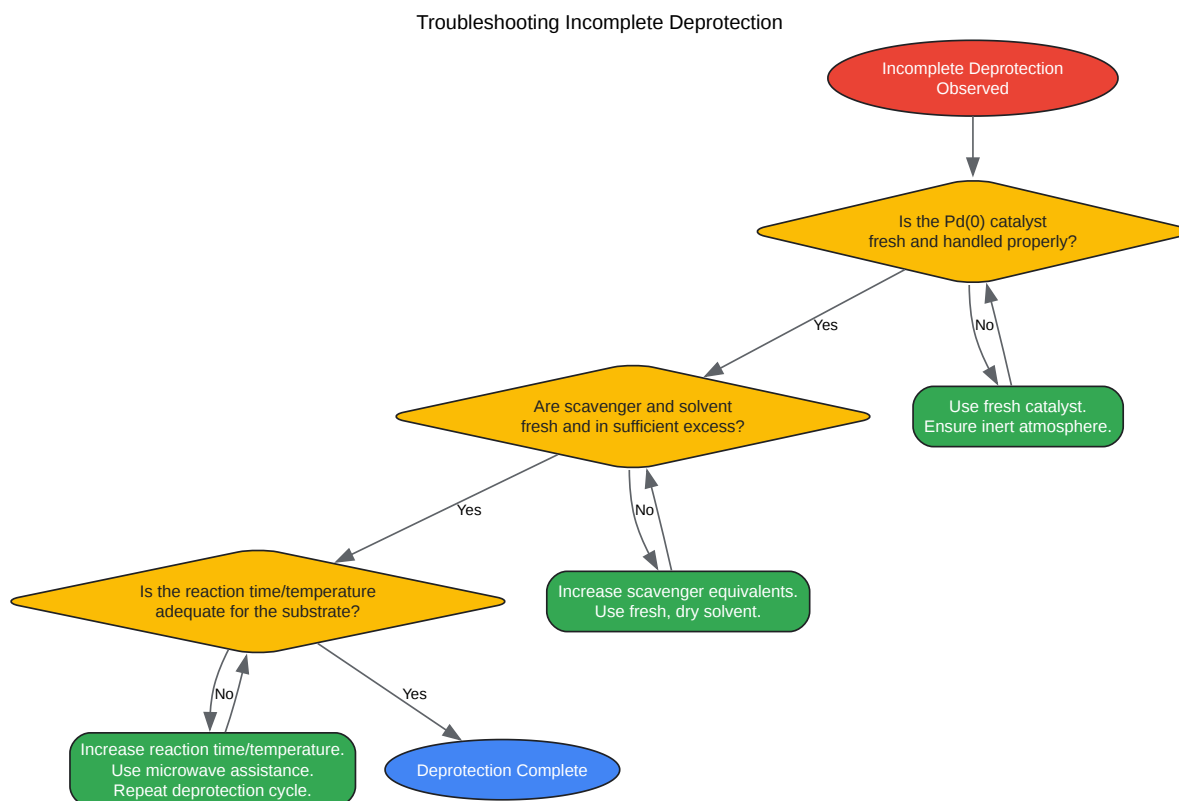 Troubleshooting Incomplete Deprotection
Incomplete Deprotection
Observed
Is the Pd(0) catalyst
fresh and handled properly?
Yes
No
Use fresh catalyst.
Ensure inert atmosphere.
Are scavenger and solvent
fresh and in sufficient excess?
Yes
No
Increase scavenger equivalents.
Use fresh, dry solvent.
Is the reaction time/temperature
adequate for the substrate?
No
Yes
Increase reaction time/temperature.
Use microwave assistance.
Repeat deprotection cycle.
Deprotection Complete